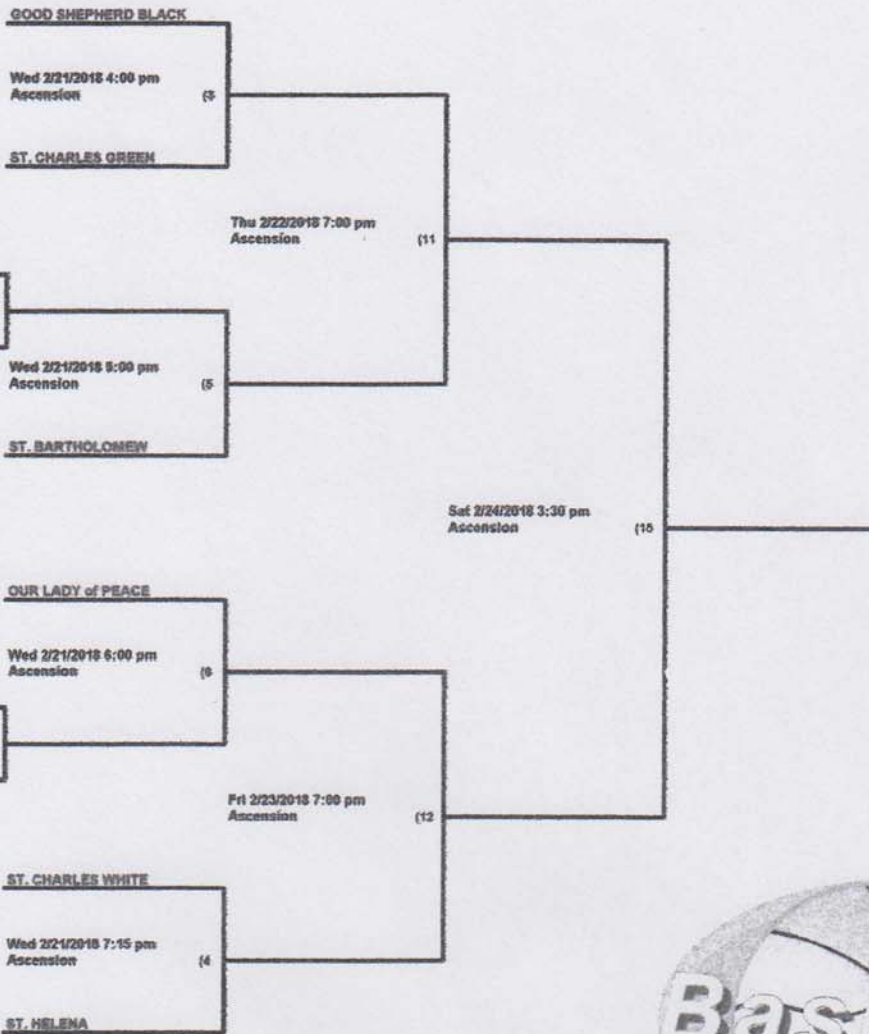 GOOD SHEPHERD BLACK
Wed 2/21/2018 4:00 pm
Ascension (3
ST. CHARLES GREEN
Thu 2/22/2018 7:00 pm
Ascension (11
Wed 2/21/2018 5:00 pm
Ascension (5
ST. BARTHOLOMEW
Sat 2/24/2018 3:30 pm
Ascension (15
OUR LADY of PEACE
Wed 2/21/2018 6:00 pm
Ascension (6
Fri 2/23/2018 7:00 pm
Ascension (12
ST. CHARLES WHITE
Wed 2/21/2018 7:15 pm
Ascension (4
ST. HELENA
Bas